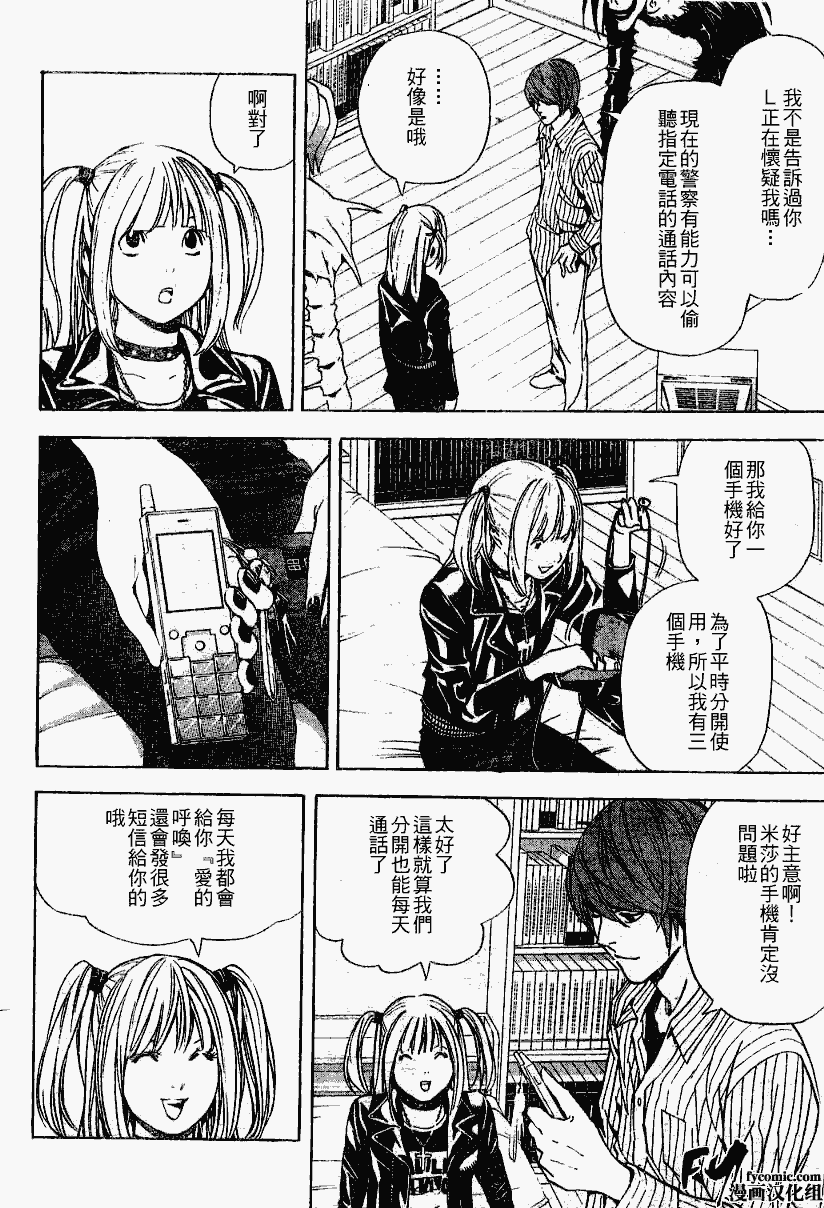 我不是告訴過你
L正在懷疑我嗎…
現在的警察有能力可以偷
聽指定電話的通話內容
……
好像是哦
啊對了
那我給你一
個手機好了
為了平時分開使
用，所以我有三
個手機
好主意啊！
米莎的手機肯定沒
問題啦
太好了
這樣就算我們
分開也能每天
通話了
每天我都會
給你『愛的
呼喚』
還會發很多
短信給你的
哦
FY
fycomic.com
漫画汉化组